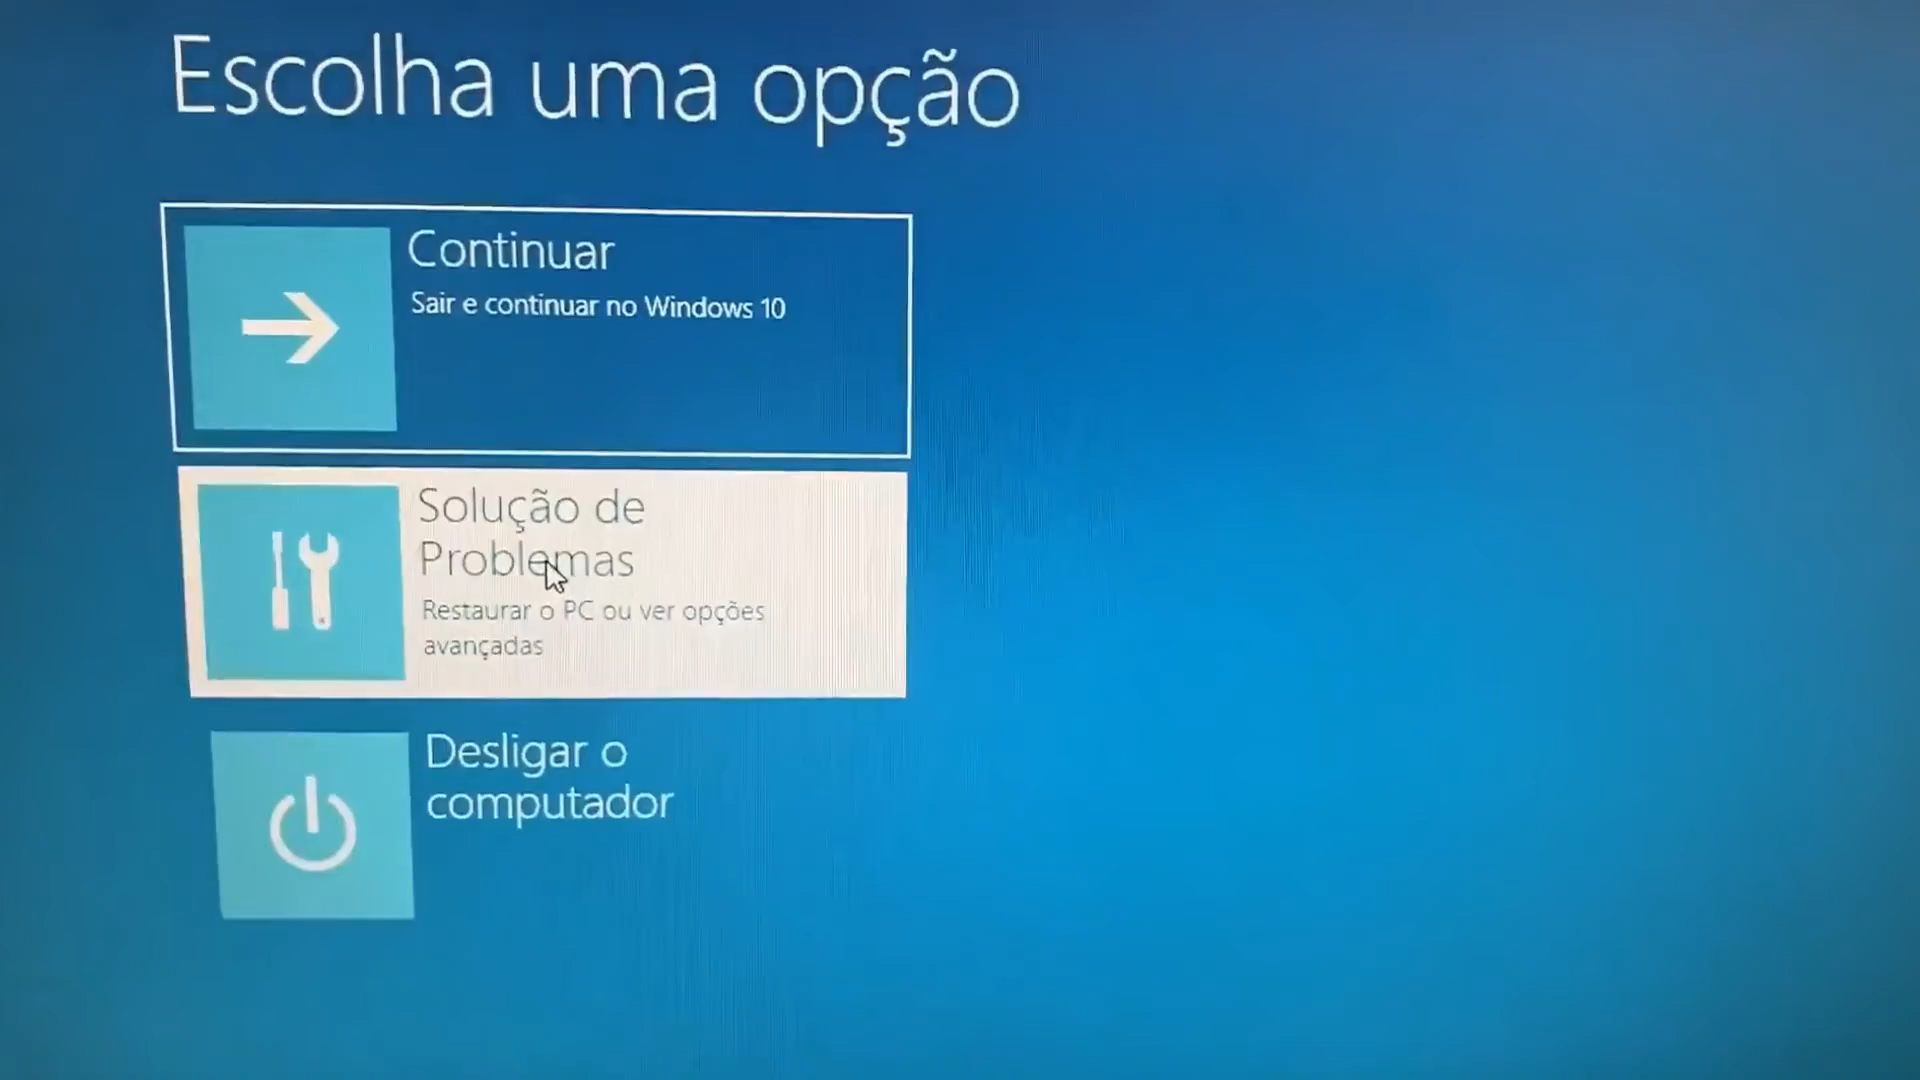 Escolha uma opção
Continuar
Sair e continuar no Windows 10
Solução de
Problemas
Restaurar o PC ou ver opções
avançadas
Desligar o
computador